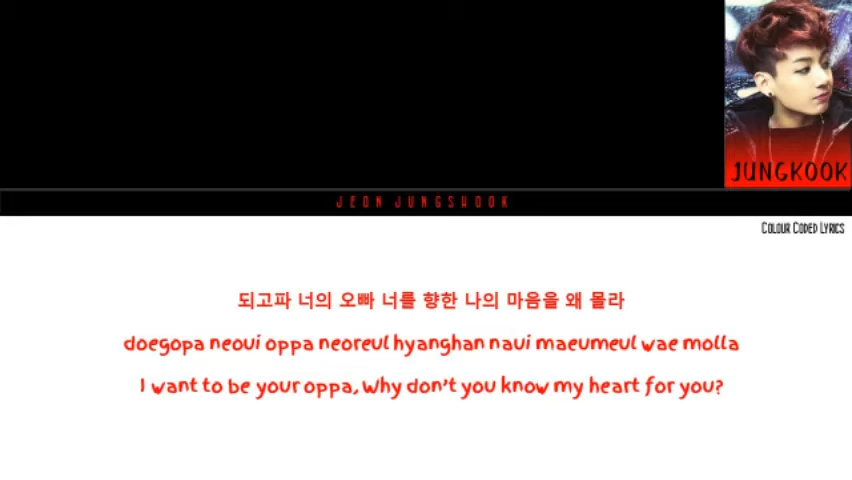 JUNGKOOK
JEON JUNGSHOOK
COLOUR CODED LYRICS
되고파 너의 오빠 너를 향한 나의 마음을 왜 몰라
doegopa neoui oppa neoreul hyanghan naui maeumeul wae molla
I want to be your oppa, Why don't you know my heart for you?